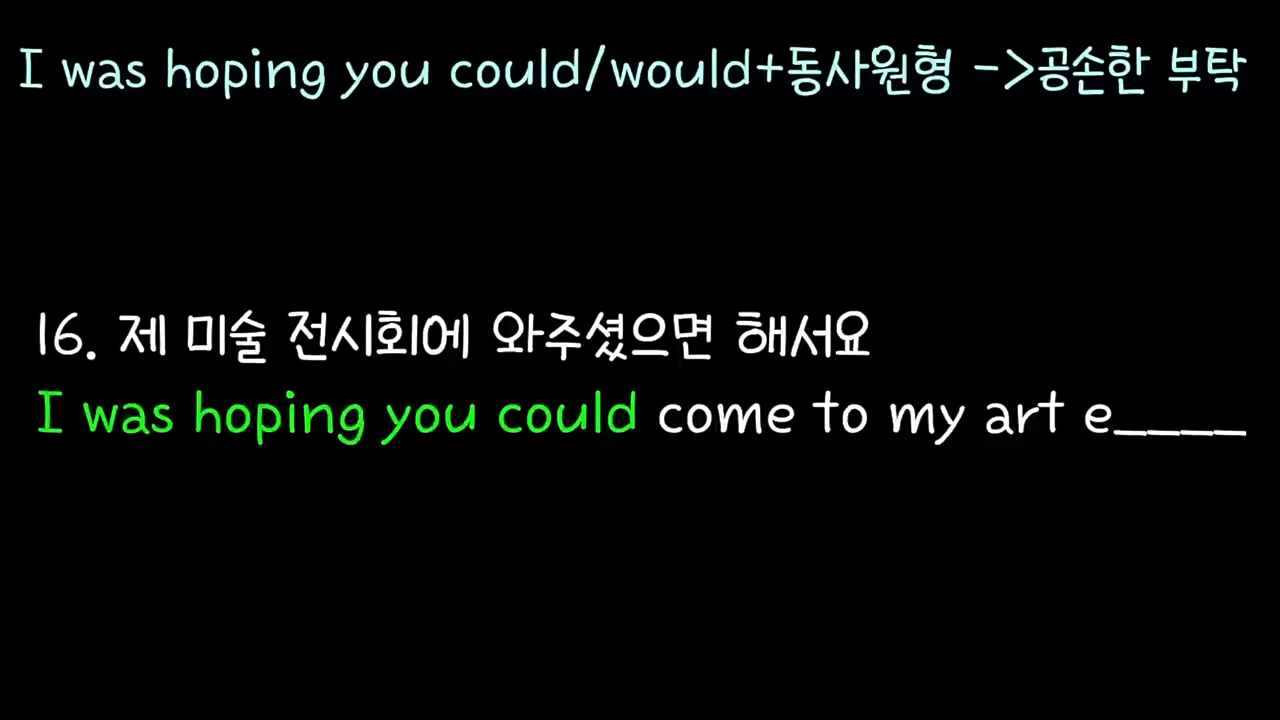 I was hoping you could/would+동사원형 ->공손한 부탁
16. 제 미술 전시회에 와주셨으면 해서요
I was hoping you could come to my art e____